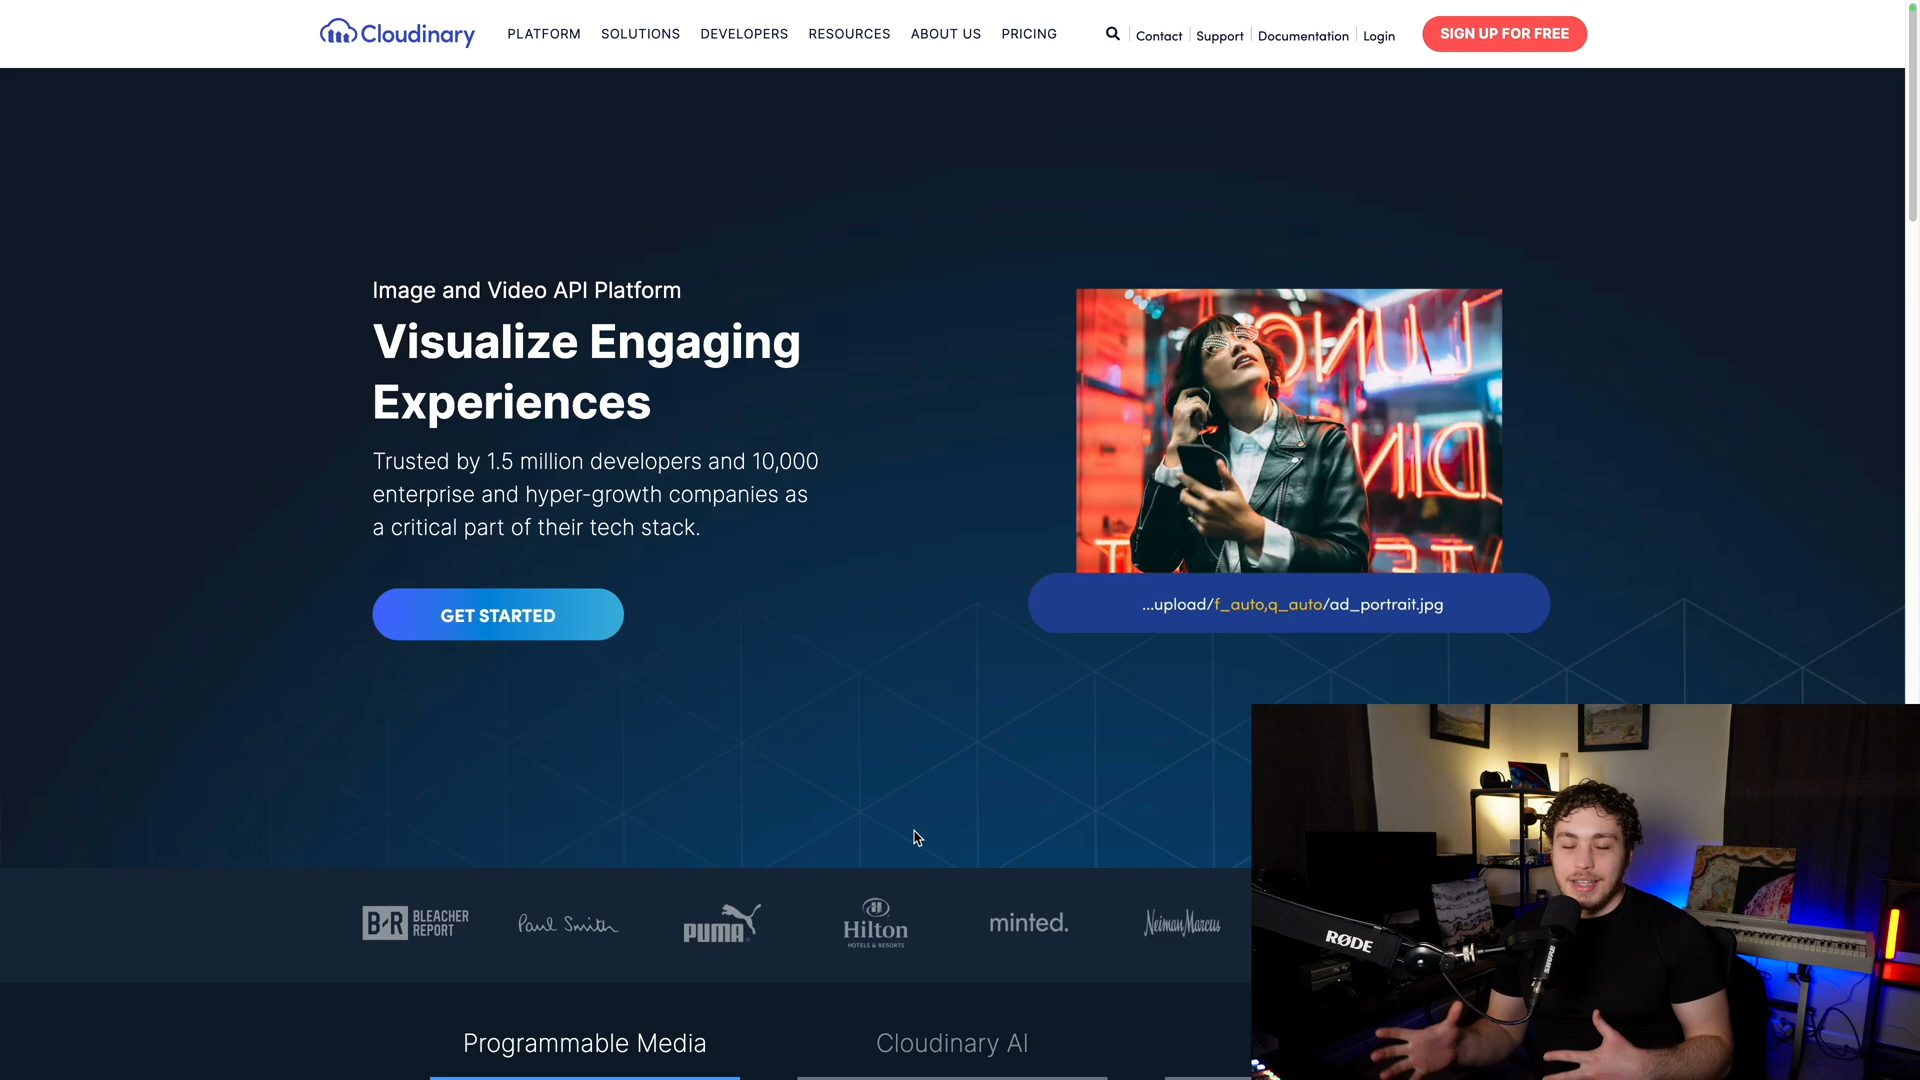 Cloudinary
PLATFORM SOLUTIONS DEVELOPERS RESOURCES ABOUT US PRICING
Contact Support Documentation Login
SIGN UP FOR FREE
Image and Video API Platform
Visualize Engaging
Experiences
Trusted by 1.5 million developers and 10,000
enterprise and hyper-growth companies as
a critical part of their tech stack.
GET STARTED
...upload/f_auto,q_auto/ad_portrait.jpg
B·R BLEACHER
REPORT
Paul Smith
PUMA
Hilton
HOTELS & RESORTS
minted.
Neiman Marcus
RØDE
SHURE
Programmable Media
Cloudinary AI